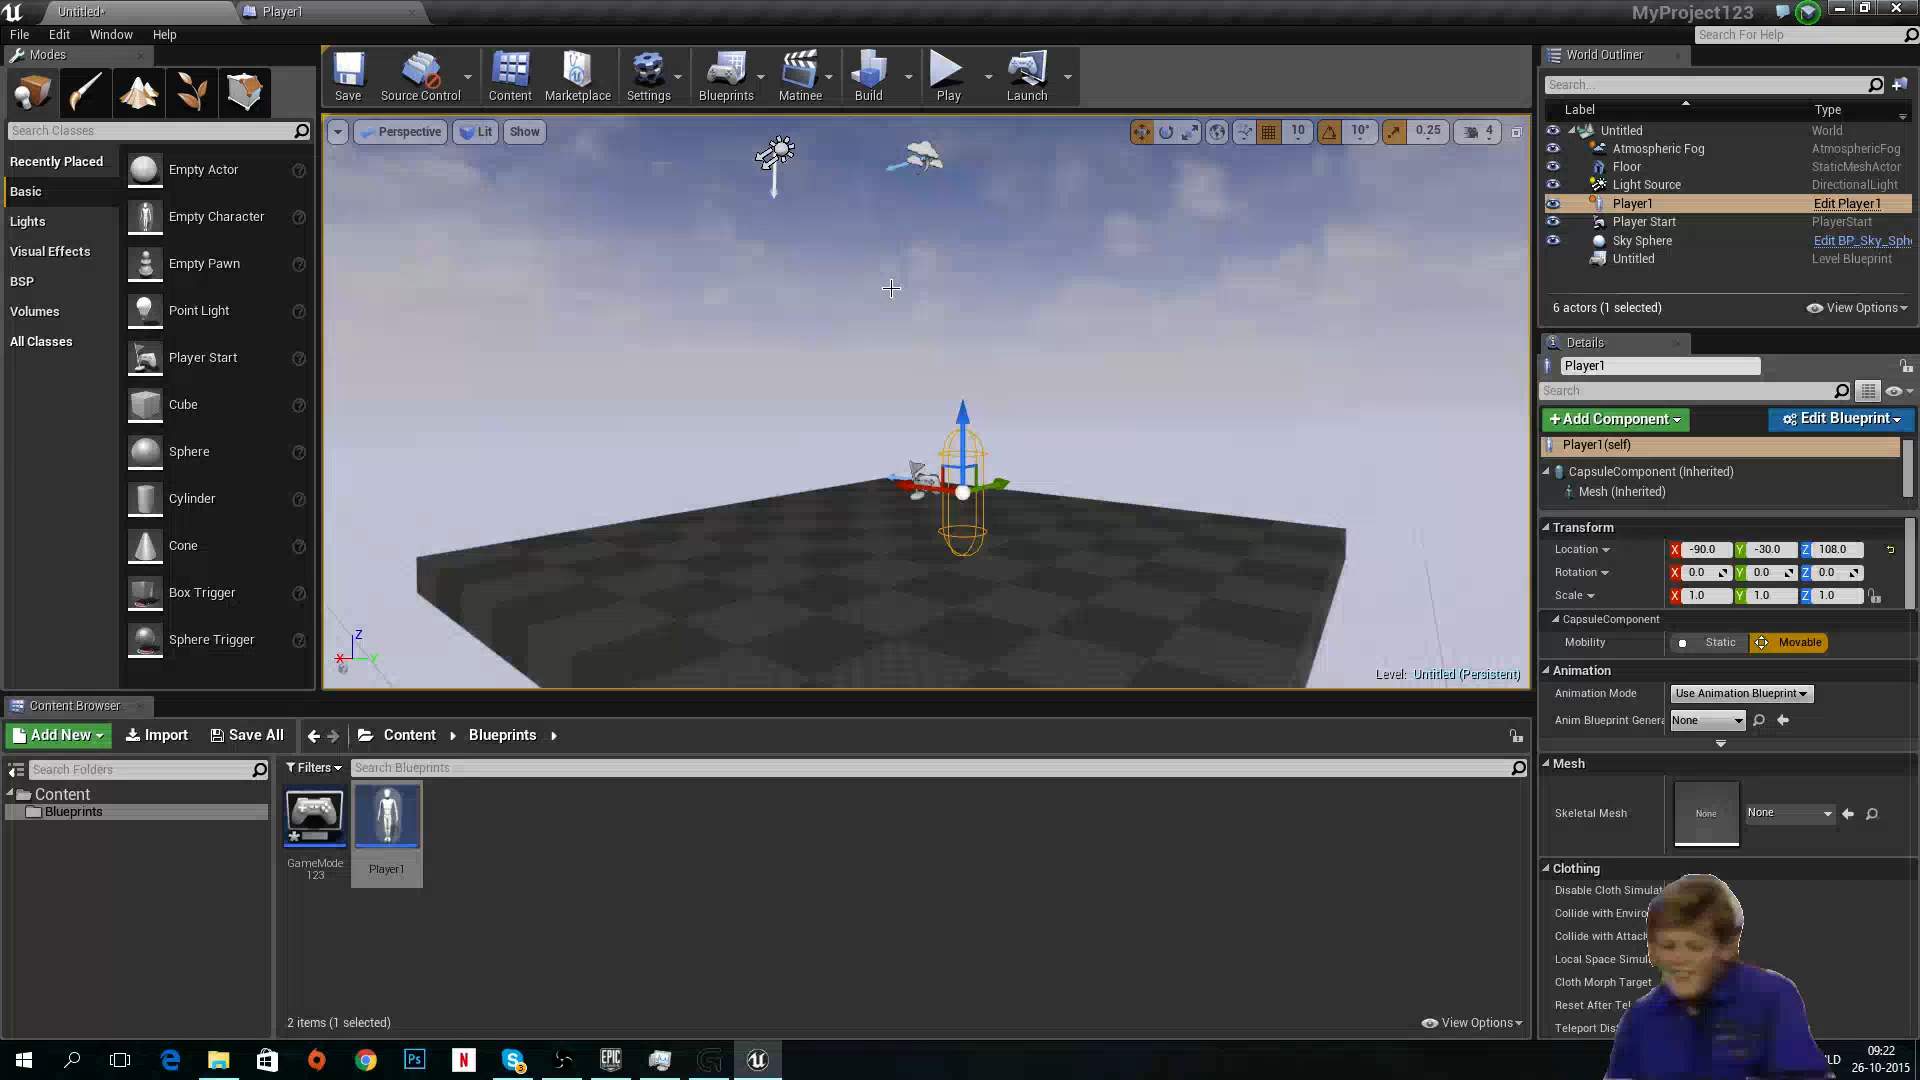 Untitled•
Player1
MyProject123
File Edit Window Help
Search For Help
Modes
Search Classes
Recently Placed
Basic
Lights
Visual Effects
BSP
Volumes
All Classes
Empty Actor
Empty Character
Empty Pawn
Point Light
Player Start
Cube
Sphere
Cylinder
Cone
Box Trigger
Sphere Trigger
Save
Source Control
Content
Marketplace
Settings
Blueprints
Matinee
Build
Play
Launch
Perspective
Lit
Show
10
10°
0.25
4
Z
X
Y
Level: Untitled (Persistent)
World Outliner
Search...
Label Type
Untitled World
Atmospheric Fog AtmosphericFog
Floor StaticMeshActor
Light Source DirectionalLight
Player1 Edit Player1
Player Start PlayerStart
Sky Sphere Edit BP_Sky_Sph
Untitled Level Blueprint
6 actors (1 selected)
View Options
Details
Player1
Search
+Add Component
Edit Blueprint
Player1(self)
CapsuleComponent (Inherited)
Mesh (Inherited)
Transform
Location X -90.0 Y -30.0 Z 108.0
Rotation X 0.0 Y 0.0 Z 0.0
Scale X 1.0 Y 1.0 Z 1.0
CapsuleComponent
Mobility Static Movable
Animation
Animation Mode Use Animation Blueprint
Anim Blueprint Genera None
Mesh
Skeletal Mesh None None
Clothing
Disable Cloth Simulat
Collide with Enviro
Collide with Attac
Local Space Simul
Cloth Morph Target
Reset After Tel
Teleport Dist
Content Browser
Add New
Import
Save All
Content
Blueprints
Search Folders
Content
Blueprints
Filters
Search Blueprints
GameMode
123
Player1
2 items (1 selected)
View Options
Ps
N
3
EPIC
LD
09:22
26-10-2015